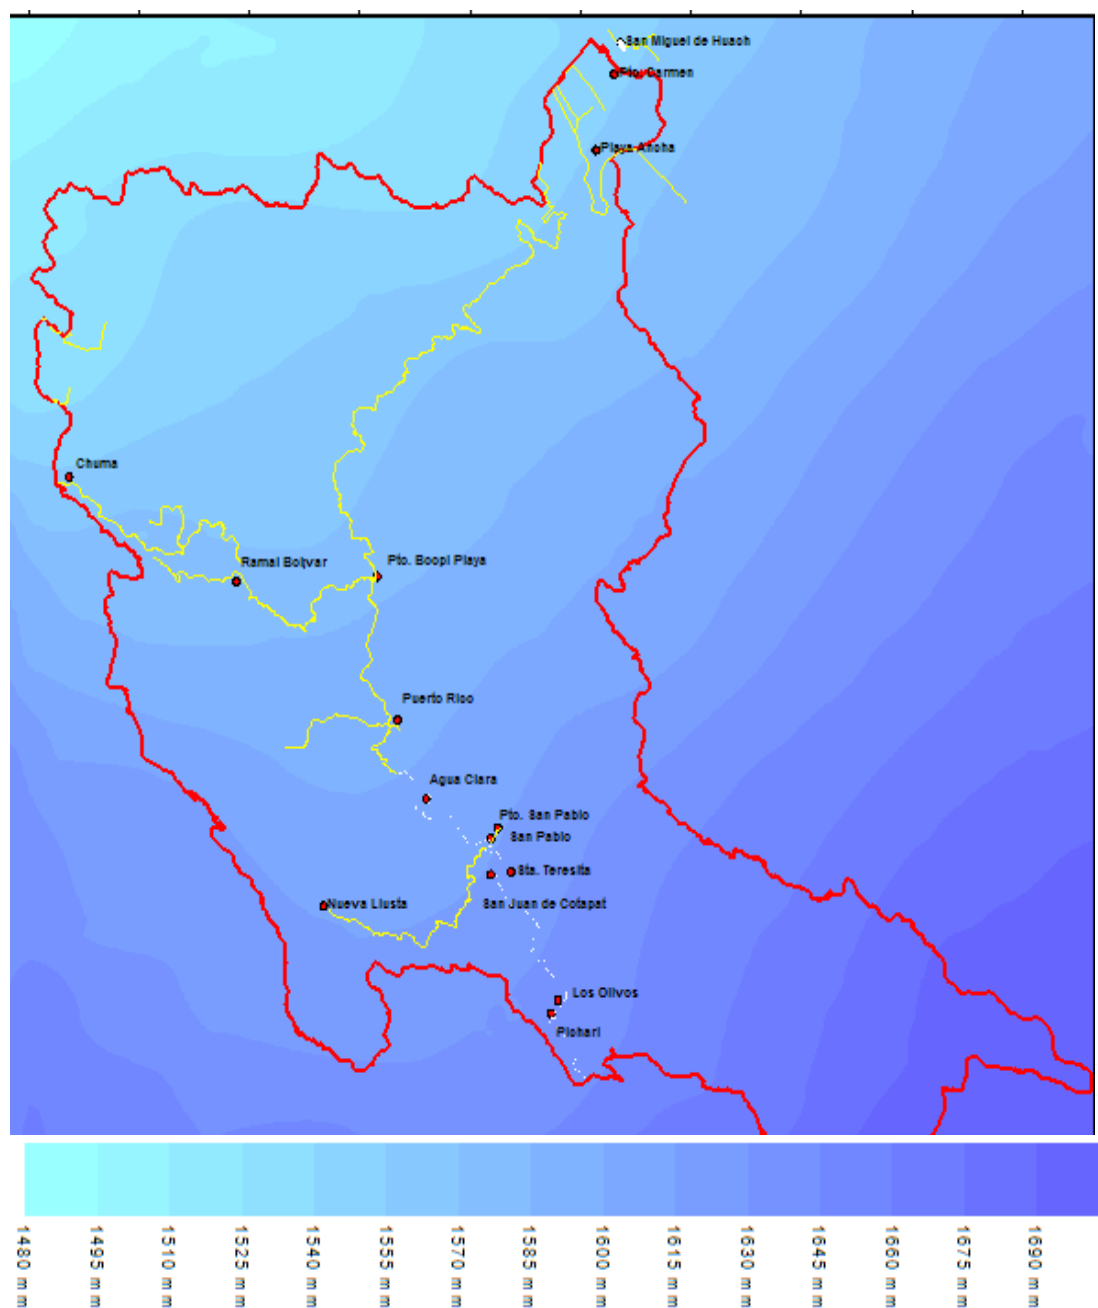 San Miguel de Huach
Pto. Carmen
Playa Ancha
Chuma
Ramal Bolivar
Pto. Boopi Playa
Puerto Rico
Agua Clara
Pto. San Pablo
San Pablo
Sta. Teresita
Nueva Llusta
San Juan de Cotapat
Los Olivos
Pichari
1480 mm
1495 mm
1510 mm
1525 mm
1540 mm
1555 mm
1570 mm
1585 mm
1600 mm
1615 mm
1630 mm
1645 mm
1660 mm
1675 mm
1690 mm